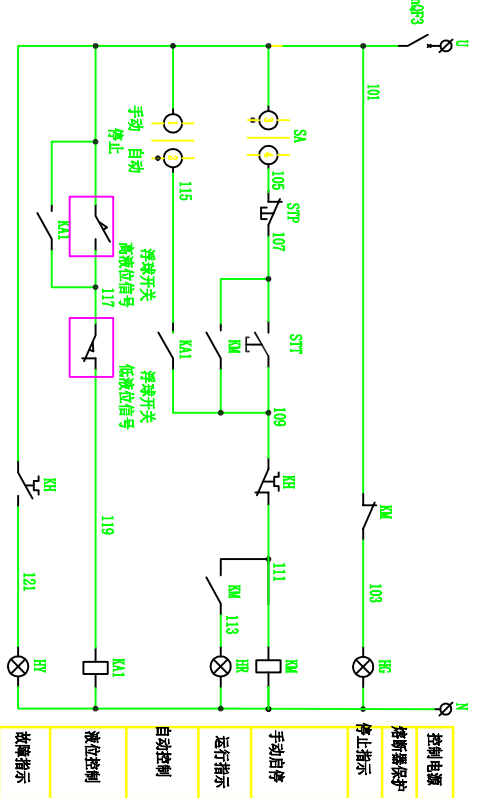 QF3
U
101
手动
停止
自动
1
2
3
4
SA
115
105
STP
107
KA1
浮球开关
高液位信号
117
浮球开关
低液位信号
KA1
KM
STT
109
KH
KH
KM
119
111
KM
113
103
121
HY
KA1
HR
KM
HG
N
故障指示
液位控制
自动控制
运行指示
手动启停
停止指示
熔断器保护
控制电源